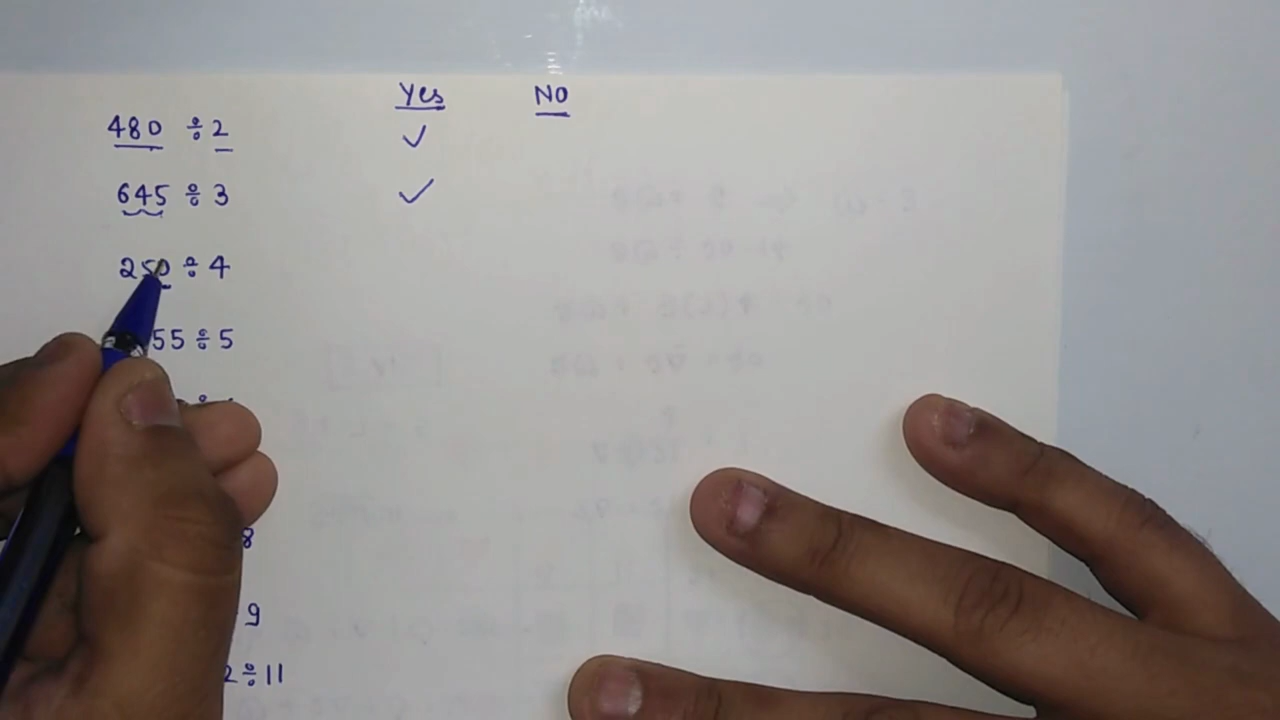 Yes NO
480 ÷ 2 ✓
645 ÷ 3 ✓
250 ÷ 4
55 ÷ 5
÷
8
9
2 ÷ 11